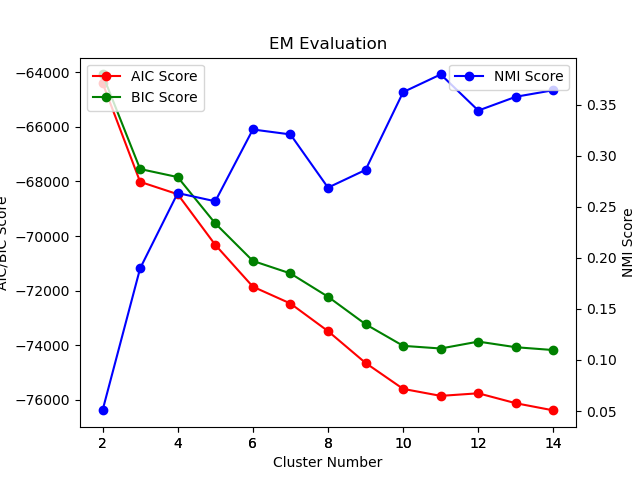 EM Evaluation
AIC Score
BIC Score
NMI Score
−64000
−66000
−68000
−70000
−72000
−74000
−76000
AIC/BIC Score
0.35
0.30
0.25
0.20
0.15
0.10
0.05
NMI Score
2 4 6 8 10 12 14
Cluster Number